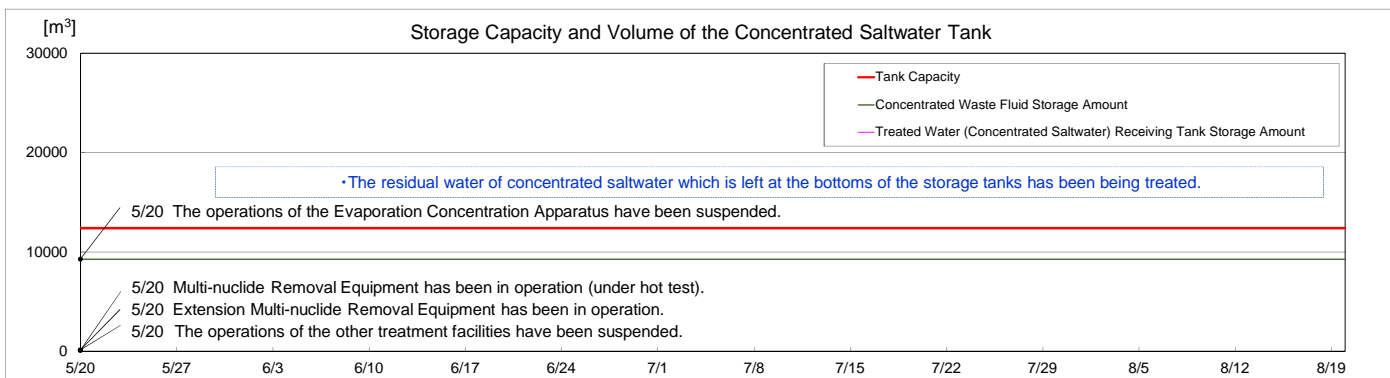 [m³]
Storage Capacity and Volume of the Concentrated Saltwater Tank
30000
Tank Capacity
Concentrated Waste Fluid Storage Amount
Treated Water (Concentrated Saltwater) Receiving Tank Storage Amount
20000
・The residual water of concentrated saltwater which is left at the bottoms of the storage tanks has been being treated.
5/20 The operations of the Evaporation Concentration Apparatus have been suspended.
10000
5/20 Multi-nuclide Removal Equipment has been in operation (under hot test).
5/20 Extension Multi-nuclide Removal Equipment has been in operation.
5/20 The operations of the other treatment facilities have been suspended.
0
5/20 5/27 6/3 6/10 6/17 6/24 7/1 7/8 7/15 7/22 7/29 8/5 8/12 8/19